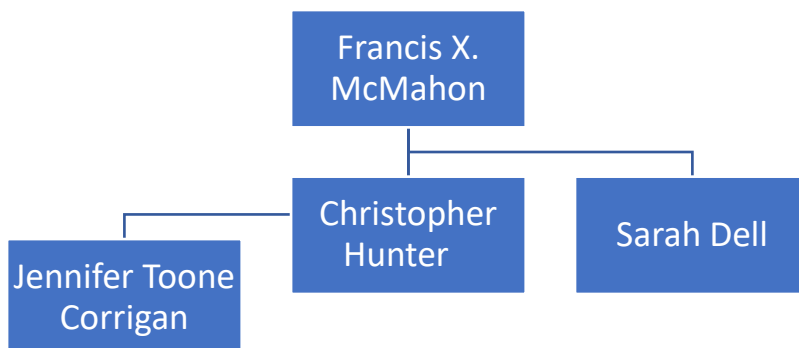 Francis X.
McMahon
Christopher
Hunter
Sarah Dell
Jennifer Toone
Corrigan